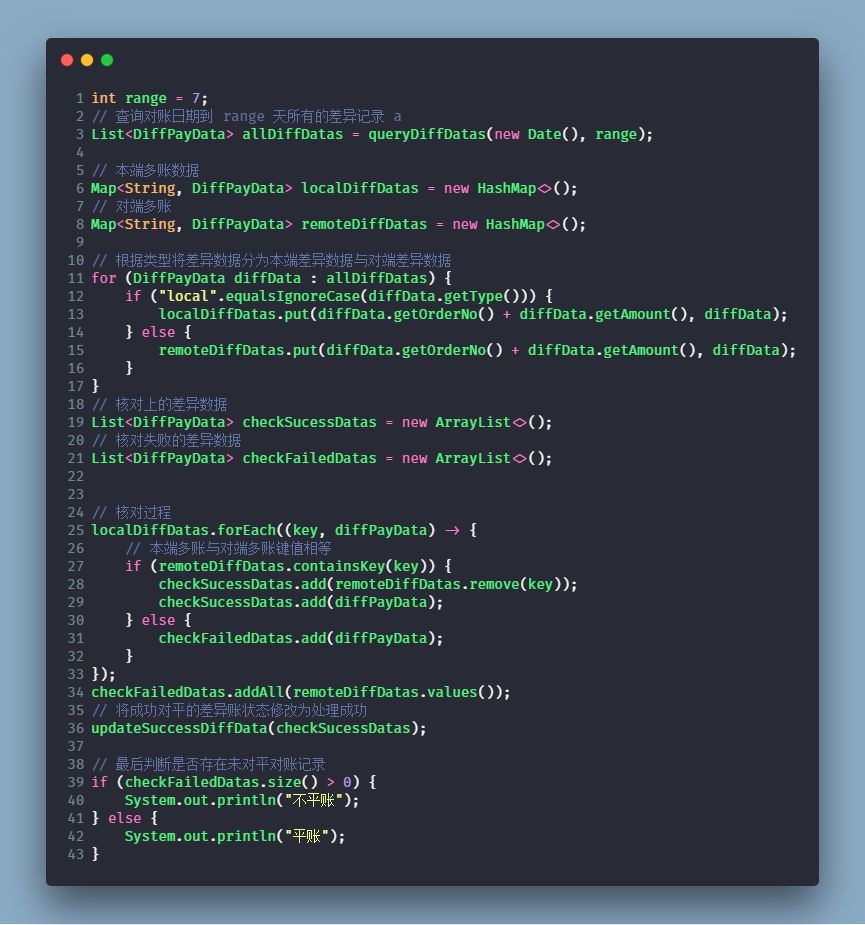 1 int range = 7;
2 // 查询对账日期到 range 天所有的差异记录 a
3 List<DiffPayData> allDiffDatas = queryDiffDatas(new Date(), range);
4
5 // 本端多账数据
6 Map<String, DiffPayData> localDiffDatas = new HashMap<>();
7 // 对端多账
8 Map<String, DiffPayData> remoteDiffDatas = new HashMap<>();
9
10 // 根据类型将差异数据分为本端差异数据与对端差异数据
11 for (DiffPayData diffData : allDiffDatas) {
12     if ("local".equalsIgnoreCase(diffData.getType())) {
13         localDiffDatas.put(diffData.getOrderNo() + diffData.getAmount(), diffData);
14     } else {
15         remoteDiffDatas.put(diffData.getOrderNo() + diffData.getAmount(), diffData);
16     }
17 }
18 // 核对上的差异数据
19 List<DiffPayData> checkSucessDatas = new ArrayList<>();
20 // 核对失败的差异数据
21 List<DiffPayData> checkFailedDatas = new ArrayList<>();
22
23
24 // 核对过程
25 localDiffDatas.forEach((key, diffPayData) -> {
26     // 本端多账与对端多账键值相等
27     if (remoteDiffDatas.containsKey(key)) {
28         checkSucessDatas.add(remoteDiffDatas.remove(key));
29         checkSucessDatas.add(diffPayData);
30     } else {
31         checkFailedDatas.add(diffPayData);
32     }
33 });
34 checkFailedDatas.addAll(remoteDiffDatas.values());
35 // 将成功对平的差异账状态修改为处理成功
36 updateSuccessDiffData(checkSucessDatas);
37
38 // 最后判断是否存在未对平对账记录
39 if (checkFailedDatas.size() > 0) {
40     System.out.println("不平账");
41 } else {
42     System.out.println("平账");
43 }